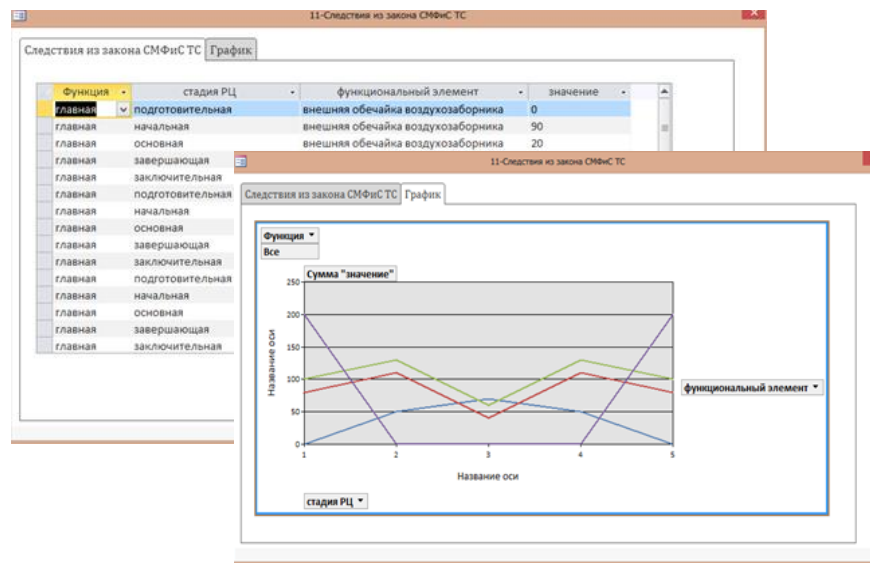 11-Следствия из закона СМФиС ТС
Следствия из закона СМФиС ТС График
Функция стадия РЦ функциональный элемент значение
главная подготовительная внешняя обечайка воздухозаборника 0
главная начальная внешняя обечайка воздухозаборника 90
главная основная внешняя обечайка воздухозаборника 20
главная завершающая
главная заключительная
главная подготовительная
главная начальная
главная основная
главная завершающая
главная заключительная
главная подготовительная
главная начальная
главная основная
главная завершающая
главная заключительная
11-Следствия из закона СМФиС ТС
Следствия из закона СМФиС ТС График
Функция
Все
Сумма "значение"
250
200
150
100
50
0
Название оси
1 2 3 4 5
Название оси
функциональный элемент
стадия РЦ